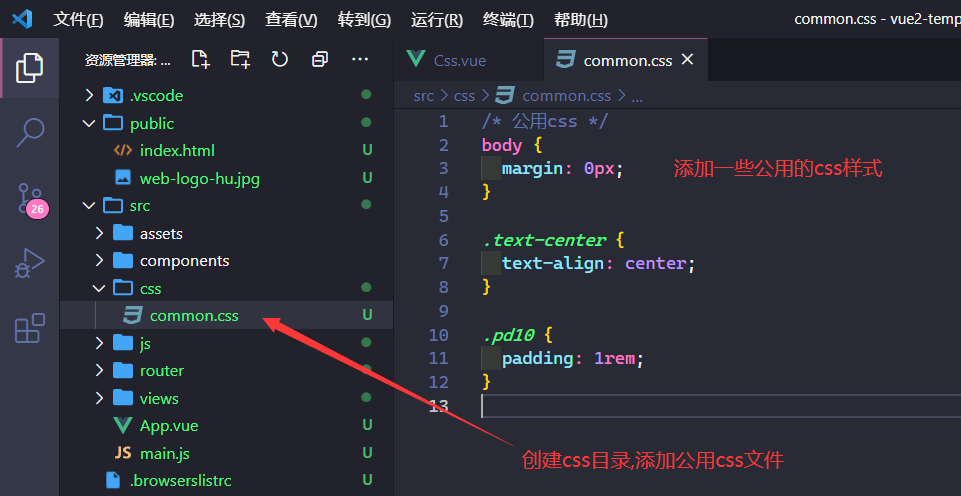 文件(F) 编辑(E) 选择(S) 查看(V) 转到(G) 运行(R) 终端(T) 帮助(H) common.css - vue2-temp
资源管理器: ...
.vscode
public
index.html U
web-logo-hu.jpg U
src
assets
components
css
common.css U
js
router
views
App.vue U
JS main.js U
.browserslistrc U
26
Css.vue common.css
src > css > common.css > ...
1 /* 公用css */
2 body {
3 margin: 0px;
4 }
5
6 .text-center {
7 text-align: center;
8 }
9
10 .pd10 {
11 padding: 1rem;
12 }
13
添加一些公用的css样式
创建css目录,添加公用css文件